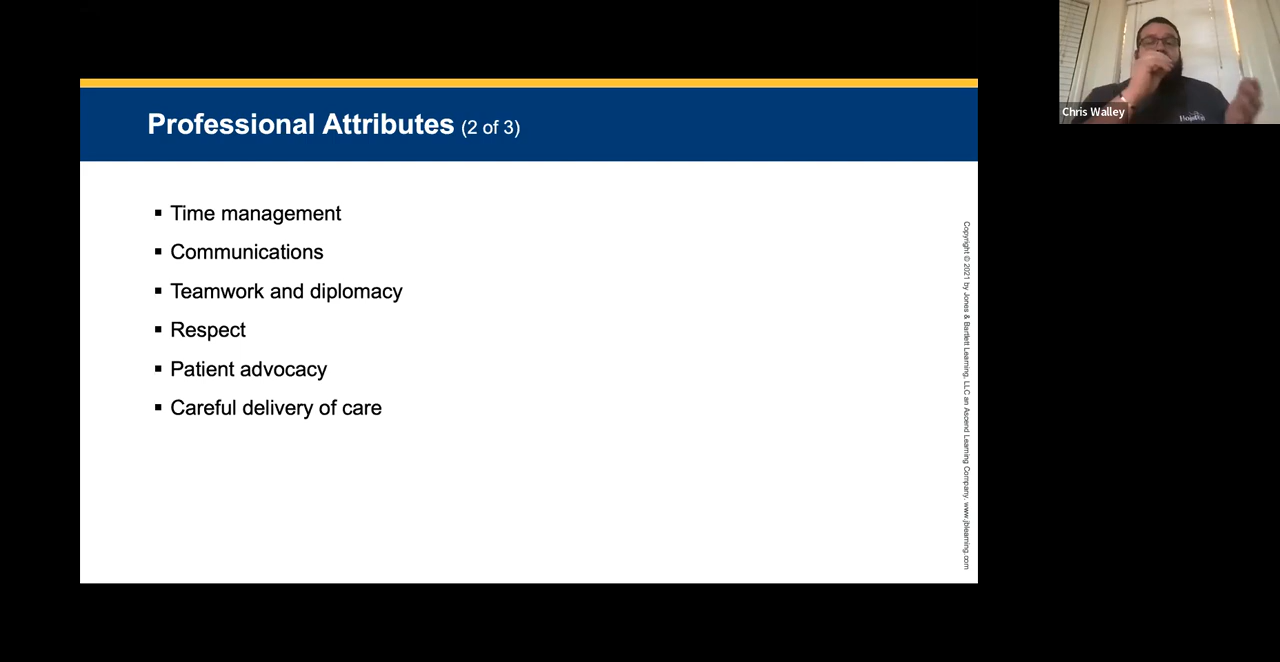 Professional Attributes (2 of 3)
▪ Time management
▪ Communications
▪ Teamwork and diplomacy
▪ Respect
▪ Patient advocacy
▪ Careful delivery of care
Copyright © 2021 by Jones & Bartlett Learning, LLC an Ascend Learning Company. www.jblearning.com
Chris Walley